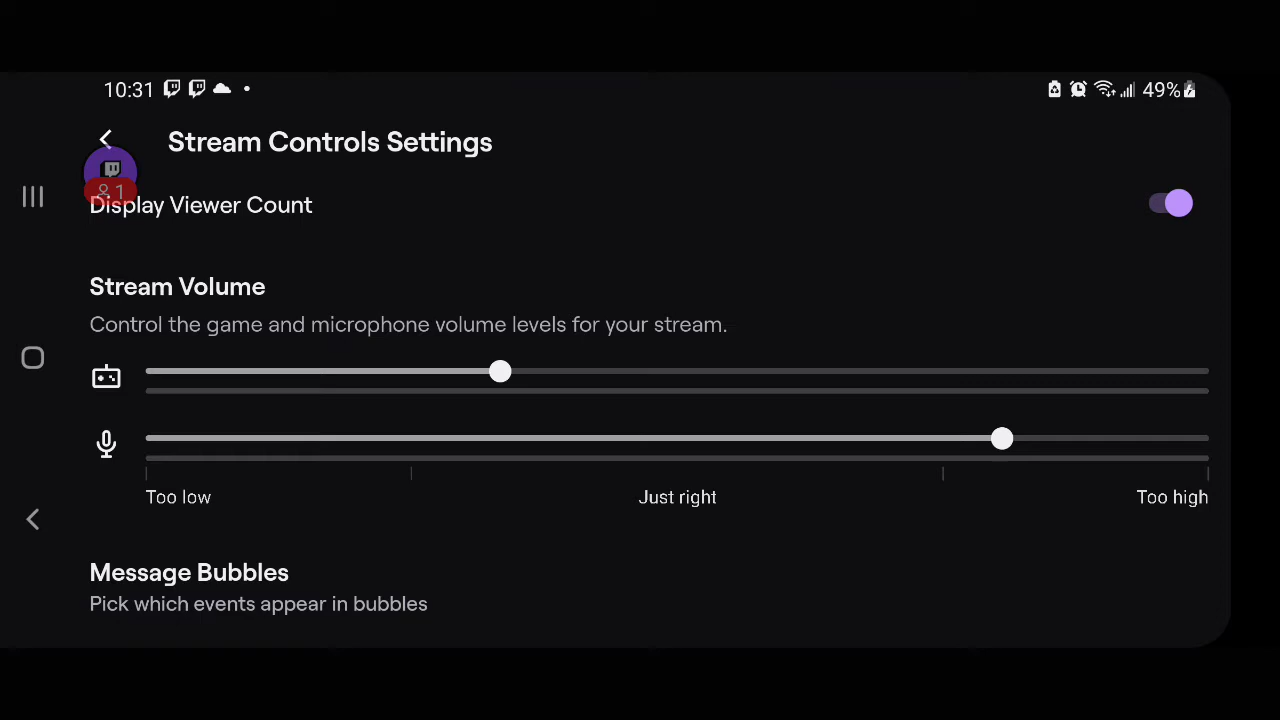 10:31
49%
Stream Controls Settings
1
Display Viewer Count
Stream Volume
Control the game and microphone volume levels for your stream.
Too low Just right Too high
Message Bubbles
Pick which events appear in bubbles